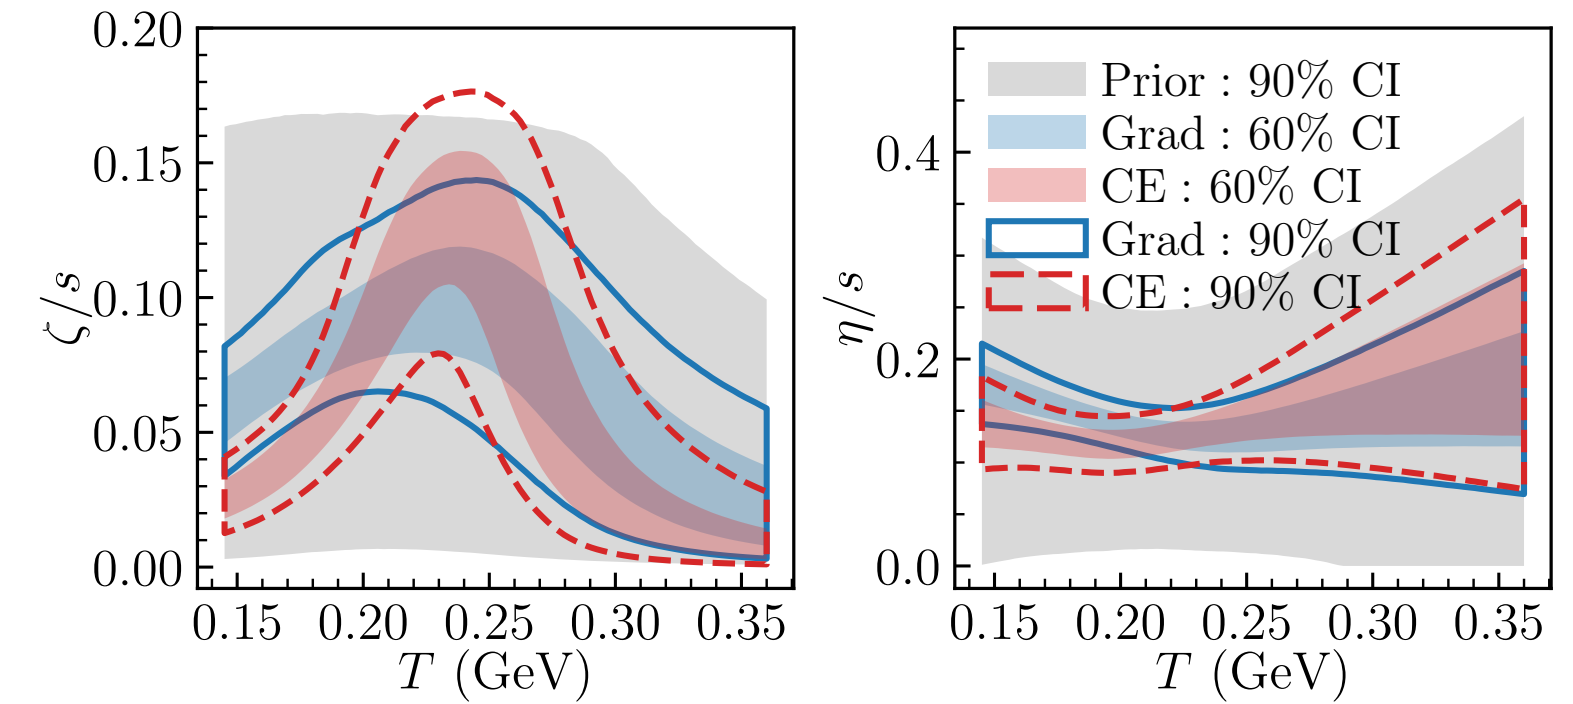 0.20
0.15
0.10
0.05
0.00
ζ/s
0.15 0.20 0.25 0.30 0.35
T (GeV)
0.4
0.2
0.0
η/s
Prior : 90% CI
Grad : 60% CI
CE : 60% CI
Grad : 90% CI
CE : 90% CI
0.15 0.20 0.25 0.30 0.35
T (GeV)